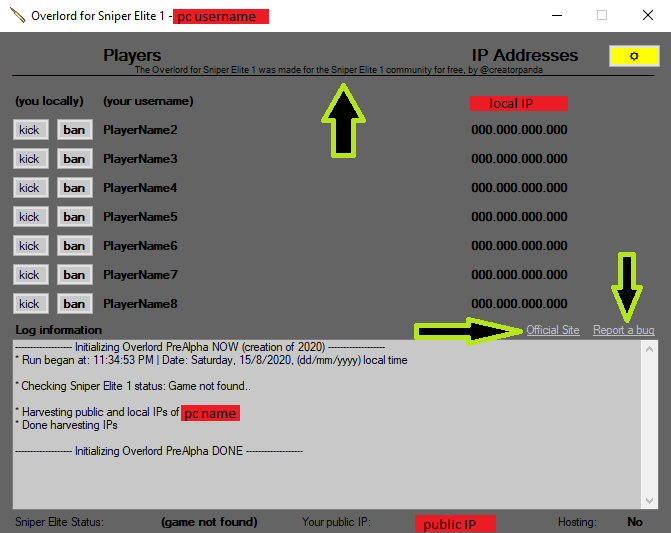 Overlord for Sniper Elite 1 - pc username
Players IP Addresses
The Overlord for Sniper Elite 1 was made for the Sniper Elite 1 community for free, by @creatorpanda
(you locally) (your username) local IP
kick ban PlayerName2 000.000.000.000
kick ban PlayerName3 000.000.000.000
kick ban PlayerName4 000.000.000.000
kick ban PlayerName5 000.000.000.000
kick ban PlayerName6 000.000.000.000
kick ban PlayerName7 000.000.000.000
kick ban PlayerName8 000.000.000.000
Log information Official Site Report a bug
------------------- Initializing Overlord PreAlpha NOW (creation of 2020) -------------------
* Run began at: 11:34:53 PM | Date: Saturday, 15/8/2020, (dd/mm/yyyy) local time
* Checking Sniper Elite 1 status: Game not found..
* Harvesting public and local IPs of pc name
* Done harvesting IPs
------------------- Initializing Overlord PreAlpha DONE -------------------
Sniper Elite Status: (game not found) Your public IP: public IP Hosting: No